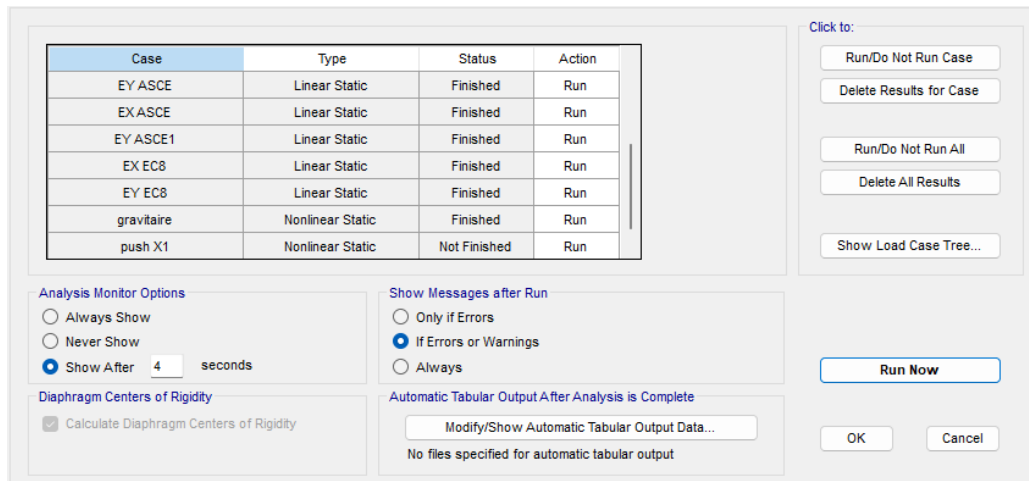 Case Type Status Action
EY ASCE Linear Static Finished Run
EX ASCE Linear Static Finished Run
EY ASCE1 Linear Static Finished Run
EX EC8 Linear Static Finished Run
EY EC8 Linear Static Finished Run
gravitaire Nonlinear Static Finished Run
push X1 Nonlinear Static Not Finished Run
Click to:
Run/Do Not Run Case
Delete Results for Case
Run/Do Not Run All
Delete All Results
Show Load Case Tree...
Analysis Monitor Options
Always Show
Never Show
Show After 4 seconds
Show Messages after Run
Only if Errors
If Errors or Warnings
Always
Run Now
Diaphragm Centers of Rigidity
Calculate Diaphragm Centers of Rigidity
Automatic Tabular Output After Analysis is Complete
Modify/Show Automatic Tabular Output Data...
No files specified for automatic tabular output
OK Cancel